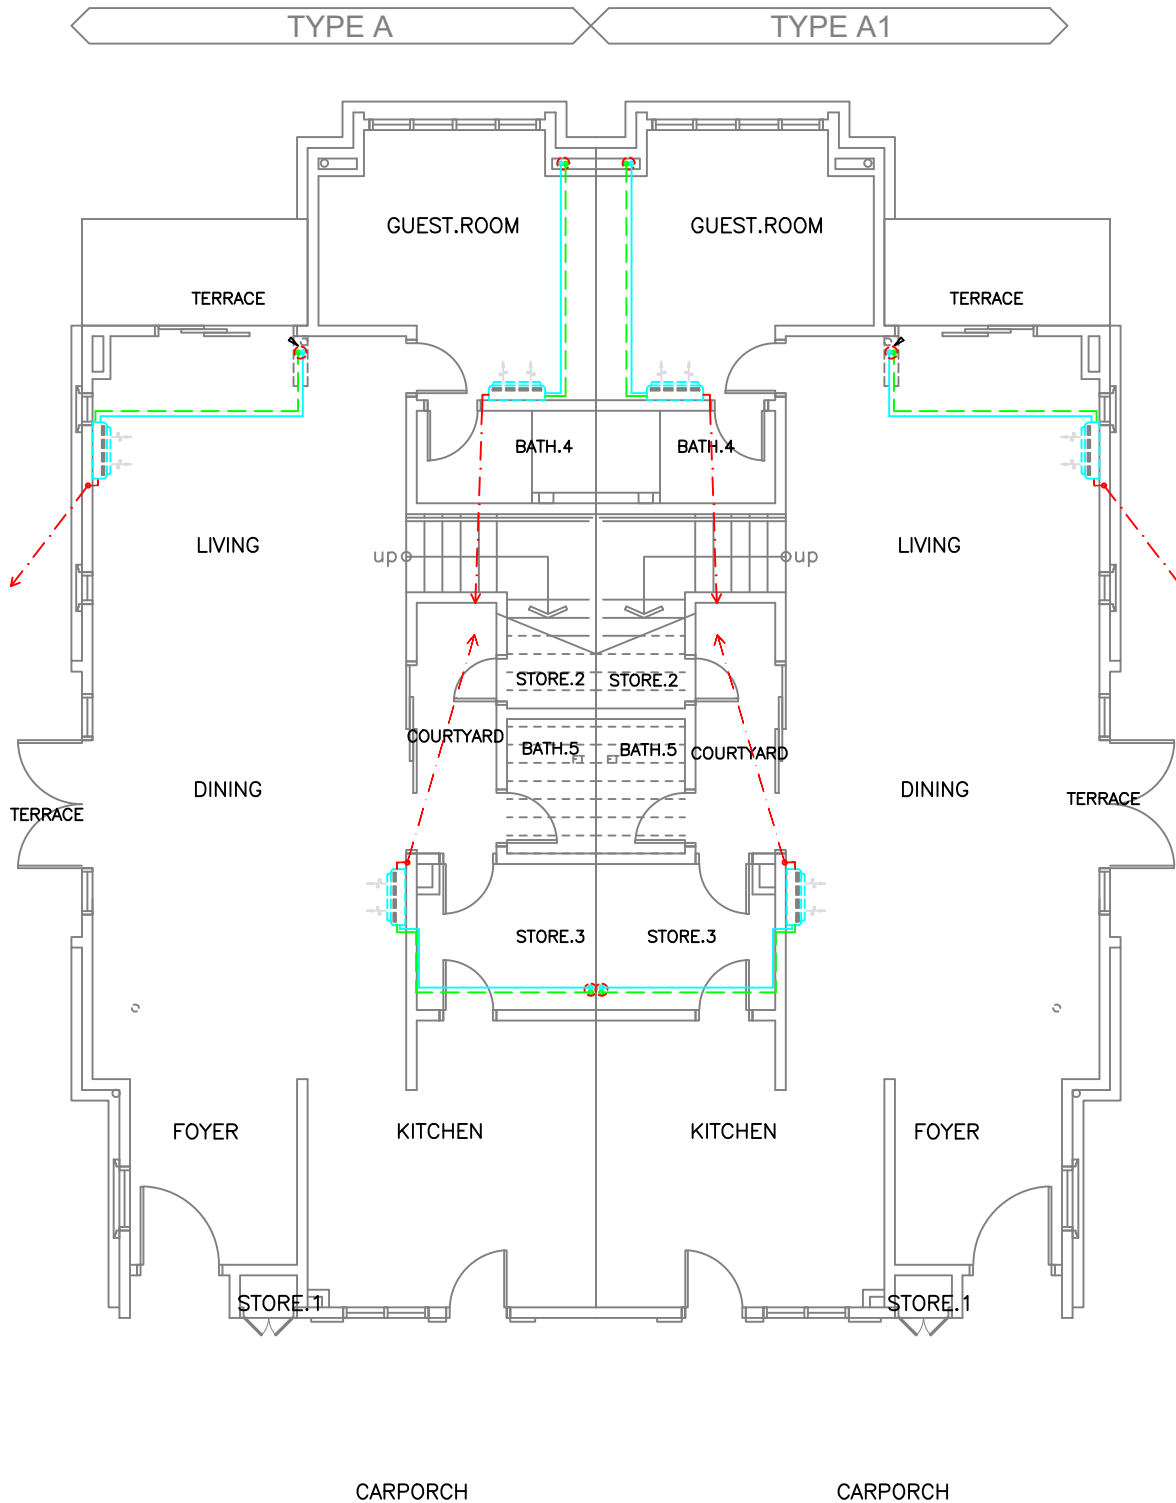 TYPE A TYPE A1
GUEST.ROOM GUEST.ROOM
TERRACE TERRACE
BATH.4 BATH.4
LIVING LIVING
up up
STORE.2 STORE.2
COURTYARD BATH.5 BATH.5 COURTYARD
DINING DINING
TERRACE TERRACE
STORE.3 STORE.3
FOYER KITCHEN KITCHEN FOYER
STORE.1 STORE.1
CARPORCH CARPORCH